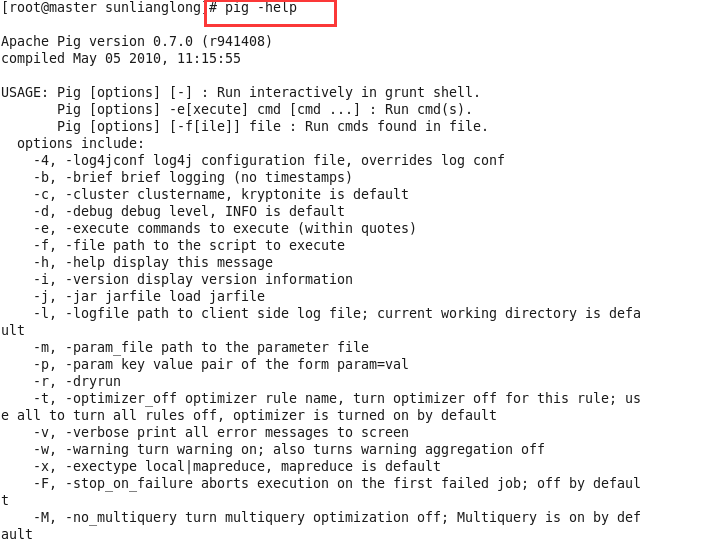 [root@master sunlianglong]# pig -help
Apache Pig version 0.7.0 (r941408)
compiled May 05 2010, 11:15:55
USAGE: Pig [options] [-] : Run interactively in grunt shell.
       Pig [options] -e[xecute] cmd [cmd ...] : Run cmd(s).
       Pig [options] [-f[ile]] file : Run cmds found in file.
  options include:
    -4, -log4jconf log4j configuration file, overrides log conf
    -b, -brief brief logging (no timestamps)
    -c, -cluster clustername, kryptonite is default
    -d, -debug debug level, INFO is default
    -e, -execute commands to execute (within quotes)
    -f, -file path to the script to execute
    -h, -help display this message
    -i, -version display version information
    -j, -jar jarfile load jarfile
    -l, -logfile path to client side log file; current working directory is defa
ult
    -m, -param_file path to the parameter file
    -p, -param key value pair of the form param=val
    -r, -dryrun
    -t, -optimizer_off optimizer rule name, turn optimizer off for this rule; us
e all to turn all rules off, optimizer is turned on by default
    -v, -verbose print all error messages to screen
    -w, -warning turn warning on; also turns warning aggregation off
    -x, -exectype local|mapreduce, mapreduce is default
    -F, -stop_on_failure aborts execution on the first failed job; off by defaul
t
    -M, -no_multiquery turn multiquery optimization off; Multiquery is on by def
ault